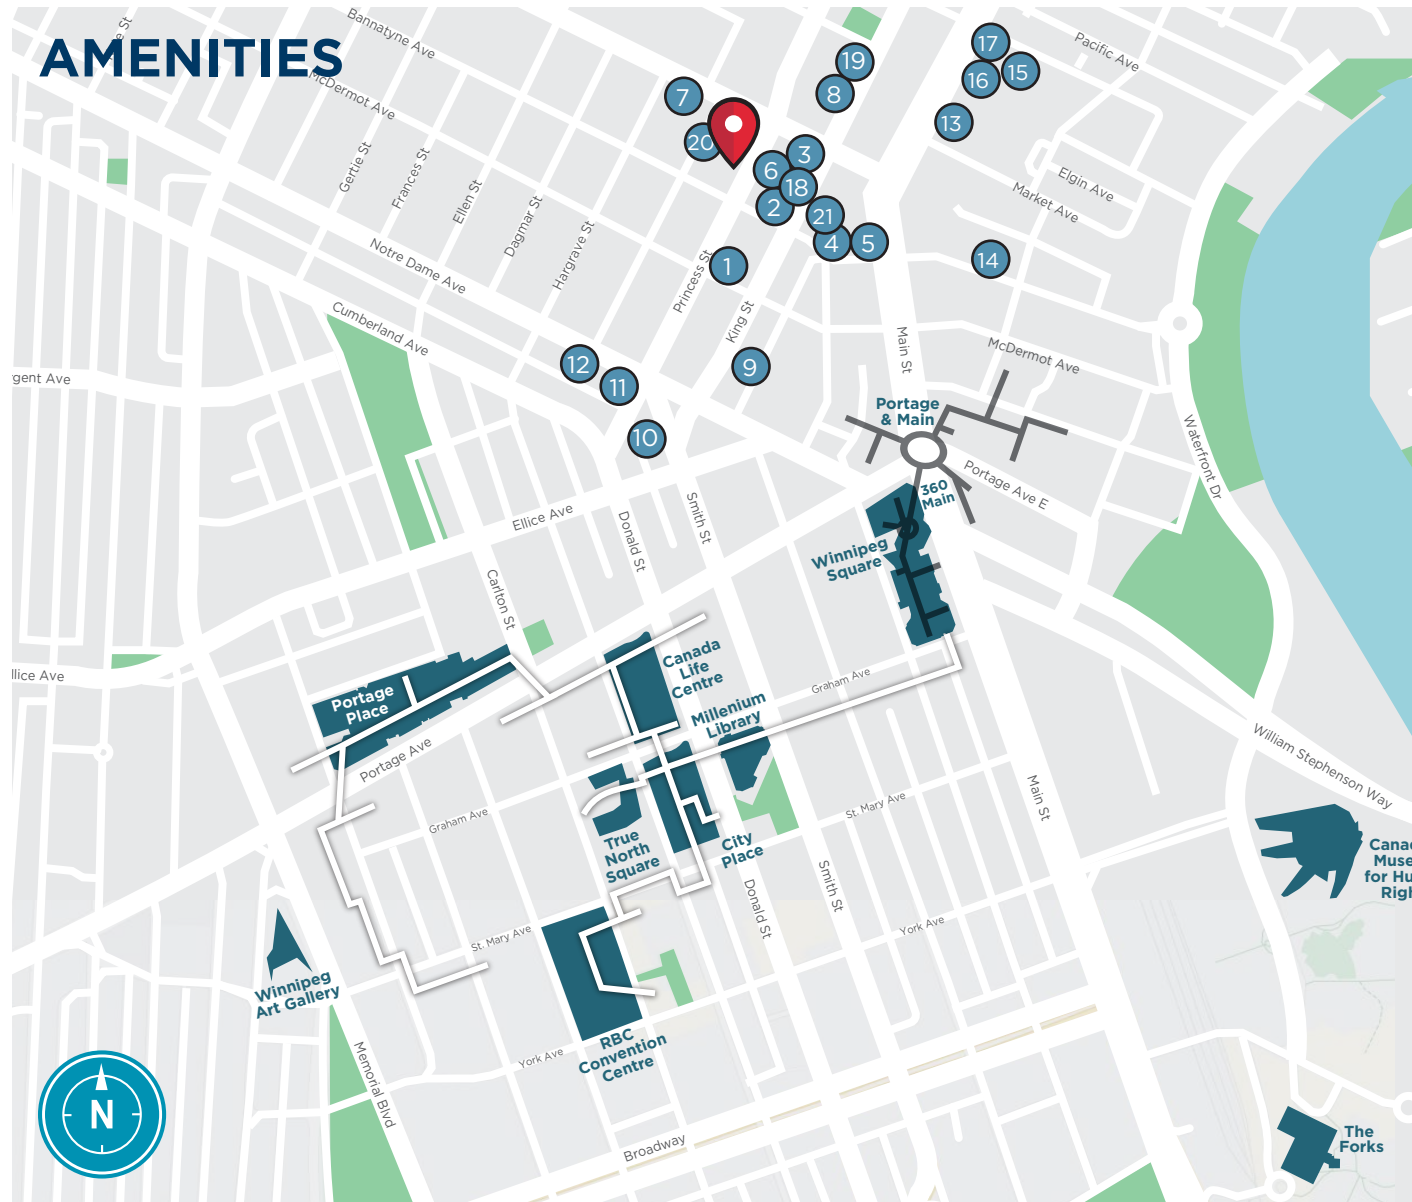 AMENITIES
Bannatyne Ave
McDermot Ave
Pacific Ave
Elgin Ave
Market Ave
Gertie St
Frances St
Ellen St
Dagmar St
Hargrave St
Princess St
King St
Notre Dame Ave
Cumberland Ave
Main St
McDermot Ave
Waterfront Dr
gent Ave
17
19
15
16
8
7
13
20
3
6
18
2
21
4
5
14
1
12
11
9
10
Portage
& Main
Portage Ave E
360
Main
Winnipeg
Square
Ellice Ave
Donald St
Smith St
Carlton St
llice Ave
Canada
Life
Centre
Graham Ave
Portage
Place
Millenium
Library
Portage Ave
William Stephenson Way
Graham Ave
St. Mary Ave
Main St
True
North
Square
City
Place
Smith St
Donald St
Canad
Muse
for Hu
Righ
St. Mary Ave
York Ave
Winnipeg
Art Gallery
RBC
Convention
Centre
York Ave
Memorial Blvd
Broadway
N
The
Forks